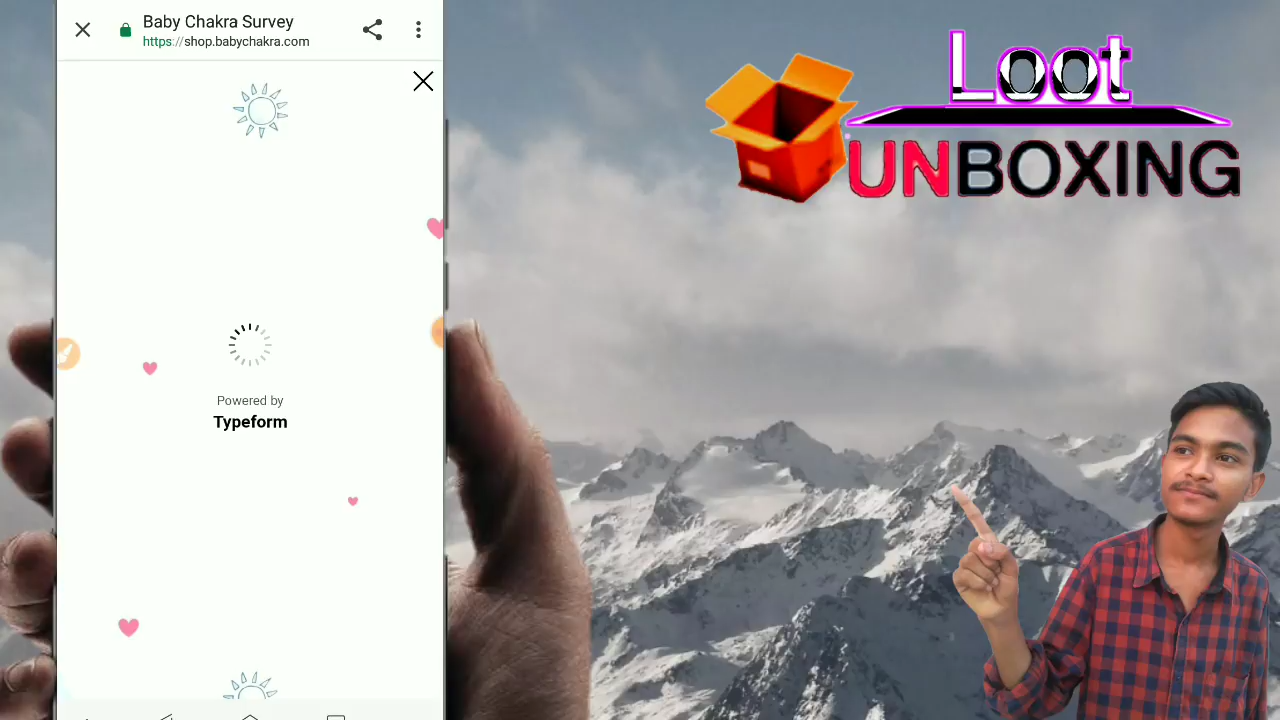 Baby Chakra Survey
https://shop.babychakra.com
Powered by
Typeform
Loot
UNBOXING